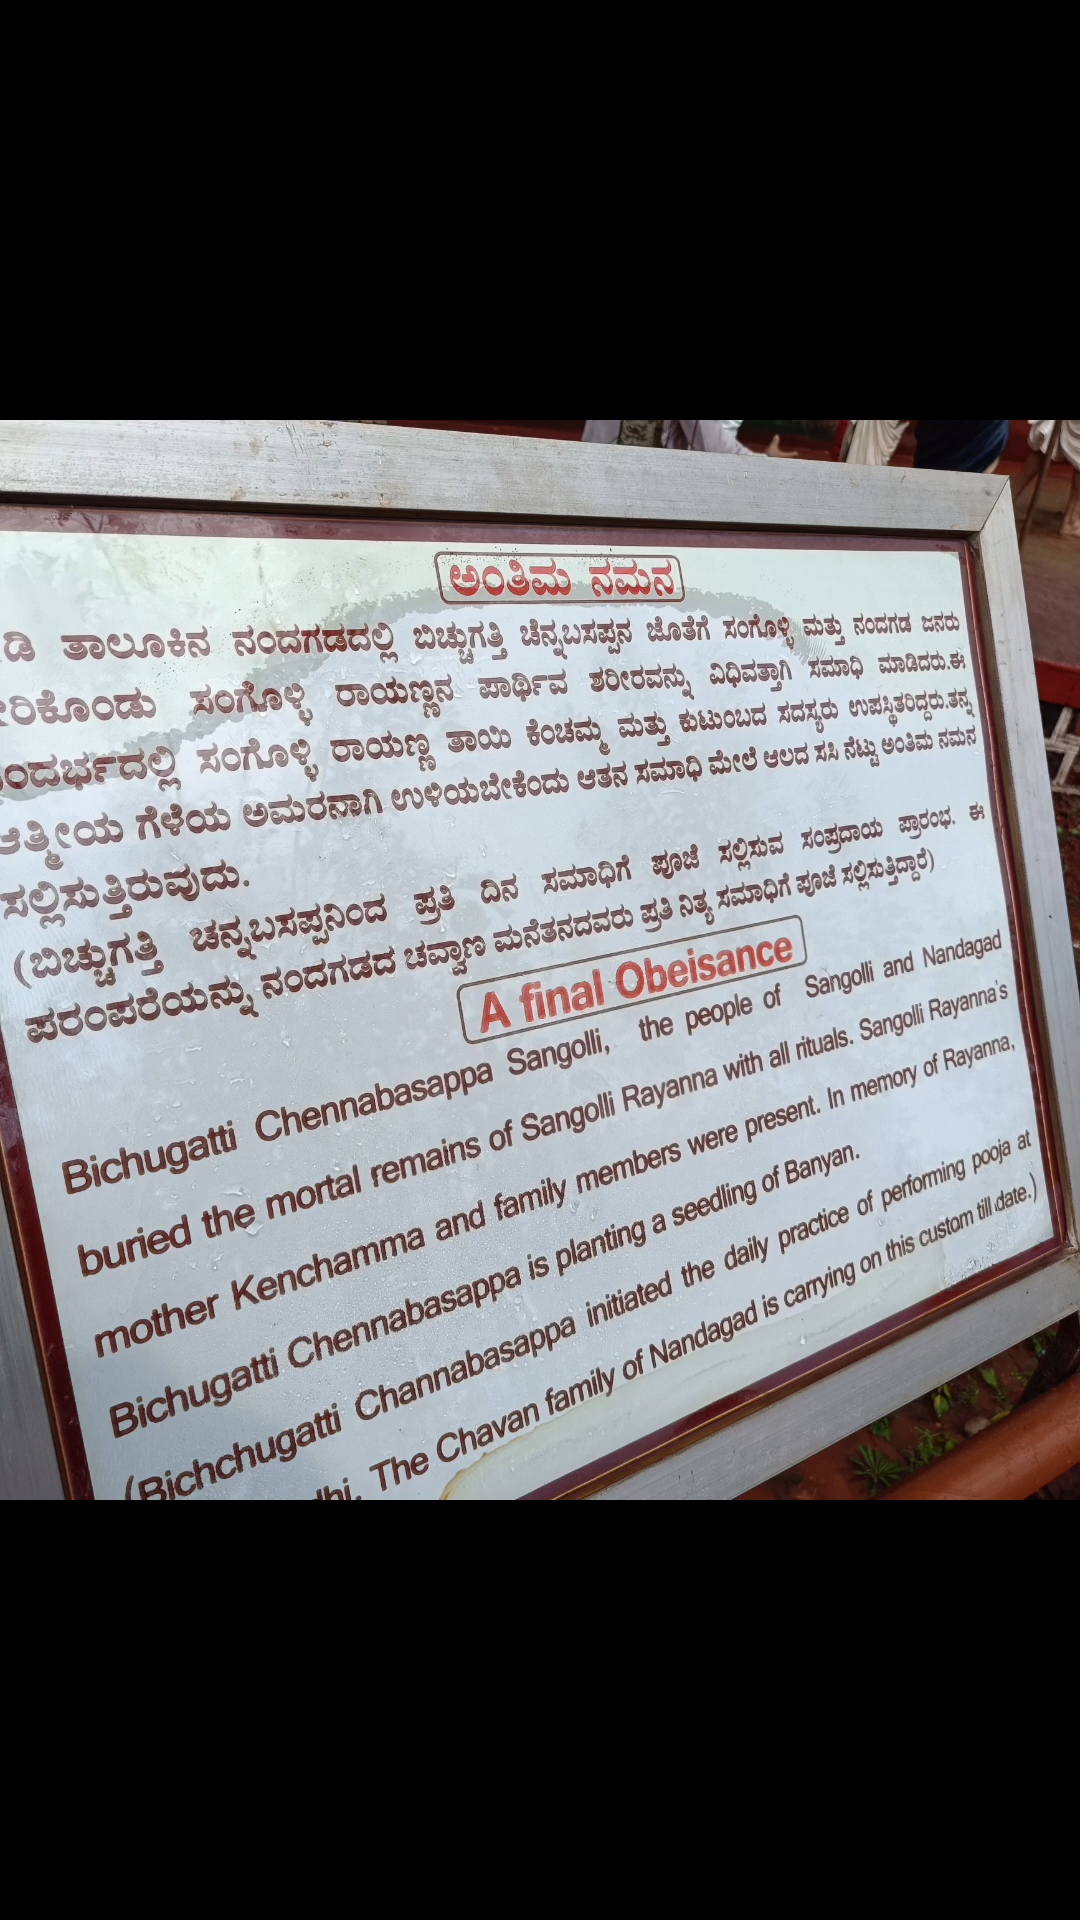 ಅಂತಿಮ ನಮನ
ತಾಲೂಕಿನ ನಂದಗಡದಲ್ಲಿ ಬಿಚ್ಚುಗತ್ತಿ ಚೆನ್ನಬಸಪ್ಪನ ಜೊತೆಗೆ ಸಂಗೊಳ್ಳಿ ಮತ್ತು ನಂದಗಡ ಜನರು
ಸಂಗೊಳ್ಳಿ ರಾಯಣ್ಣನ ಪಾರ್ಥಿವ ಶರೀರವನ್ನು ವಿಧಿವತ್ತಾಗಿ ಸಮಾಧಿ ಮಾಡಿದರು.ಈ
ಸಂದರ್ಭದಲ್ಲಿ ಸಂಗೊಳ್ಳಿ ರಾಯಣ್ಣ ತಾಯಿ ಕೆಂಚಮ್ಮ ಮತ್ತು ಕುಟುಂಬದ ಸದಸ್ಯರು ಉಪಸ್ಥಿತರಿದ್ದರು.ತನ್ನ
ಆತ್ಮೀಯ ಗೆಳೆಯ ಅಮರನಾಗಿ ಉಳಿಯಬೇಕೆಂದು ಆತನ ಸಮಾಧಿ ಮೇಲೆ ಆಲದ ಸಸಿ ನೆಟ್ಟು ಅಂತಿಮ ನಮನ
ಸಲ್ಲಿಸುತ್ತಿರುವುದು.
(ಬಿಚ್ಚುಗತ್ತಿ ಚನ್ನಬಸಪ್ಪನಿಂದ ಪ್ರತಿ ದಿನ ಸಮಾಧಿಗೆ ಪೂಜೆ ಸಲ್ಲಿಸುವ ಸಂಪ್ರದಾಯ ಪ್ರಾರಂಭ. ಈ
ಪರಂಪರೆಯನ್ನು ನಂದಗಡದ ಚವ್ಹಾಣ ಮನೆತನದವರು ಪ್ರತಿ ನಿತ್ಯ ಸಮಾಧಿಗೆ ಪೂಜೆ ಸಲ್ಲಿಸುತ್ತಿದ್ದಾರೆ)
A final Obeisance
Bichugatti Chennabasappa Sangolli, the people of Sangolli and Nandagad
buried the mortal remains of Sangolli Rayanna with all rituals. Sangolli Rayanna's
mother Kenchamma and family members were present. In memory of Rayanna,
Bichugatti Chennabasappa is planting a seedling of Banyan.
(Bichchugatti Channabasappa initiated the daily practice of performing pooja at
The Chavan family of Nandagad is carrying on this custom till date.)